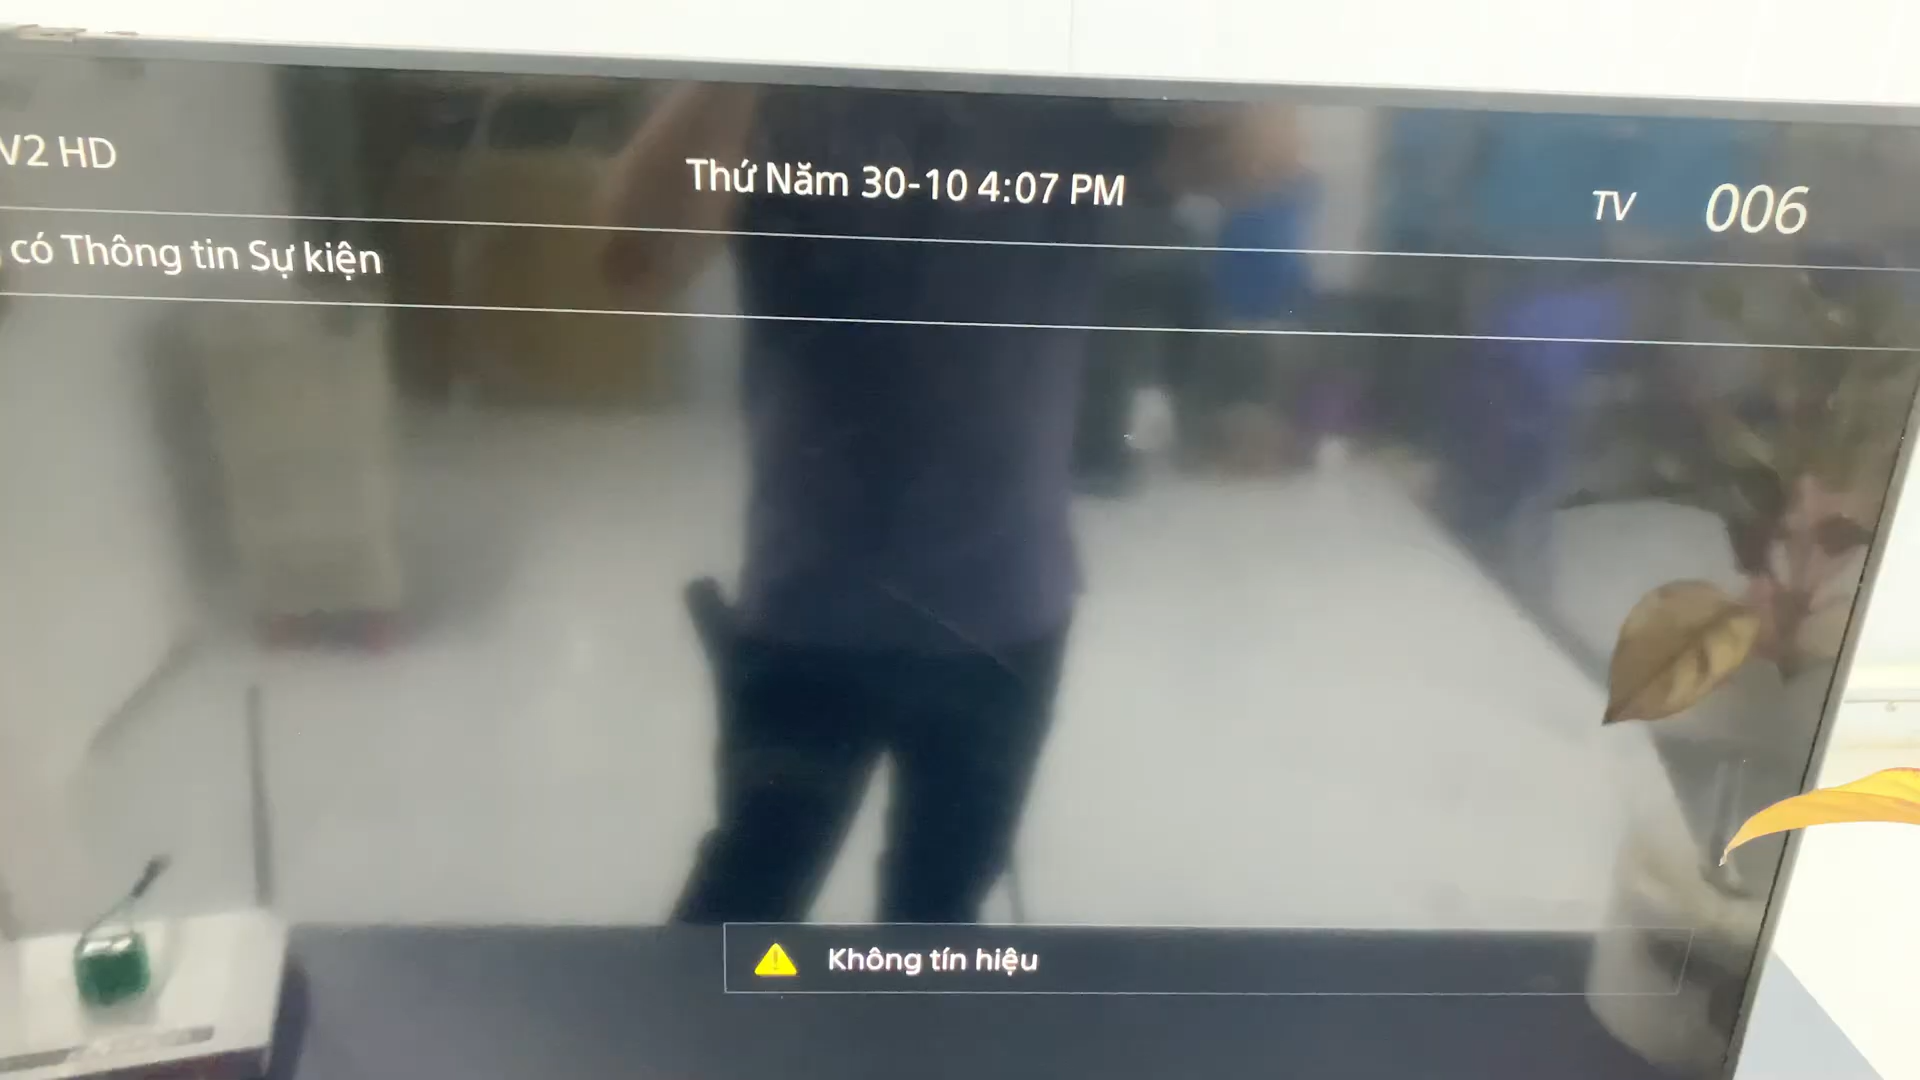 V2 HD
Thứ Năm 30-10 4:07 PM
TV 006
có Thông tin Sự kiện
Không tín hiệu